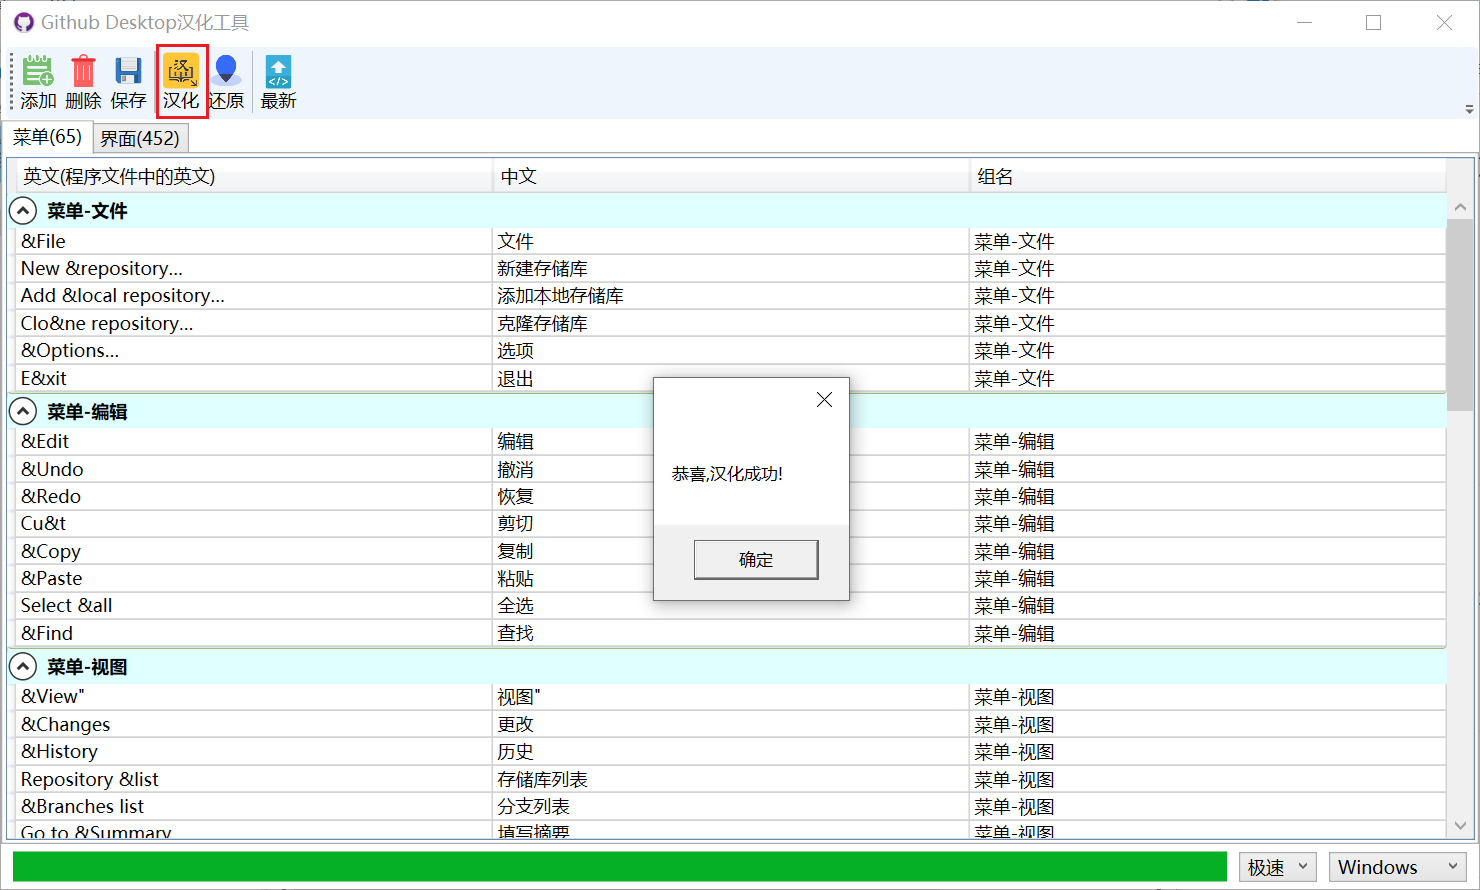 Github Desktop汉化工具
添加 删除 保存 汉化 还原 最新
菜单(65) 界面(452)
英文(程序文件中的英文) 中文 组名
菜单-文件
&File 文件 菜单-文件
New &repository... 新建存储库 菜单-文件
Add &local repository... 添加本地存储库 菜单-文件
Clo&ne repository... 克隆存储库 菜单-文件
&Options... 选项 菜单-文件
E&xit 退出 菜单-文件
菜单-编辑
&Edit 编辑 菜单-编辑
&Undo 撤消 菜单-编辑
&Redo 恢复 菜单-编辑
Cu&t 剪切 菜单-编辑
&Copy 复制 菜单-编辑
&Paste 粘贴 菜单-编辑
Select &all 全选 菜单-编辑
&Find 查找 菜单-编辑
恭喜,汉化成功!
确定
菜单-视图
&View" 视图" 菜单-视图
&Changes 更改 菜单-视图
&History 历史 菜单-视图
Repository &list 存储库列表 菜单-视图
&Branches list 分支列表 菜单-视图
Go to &Summary 填写摘要 菜单-视图
极速 Windows